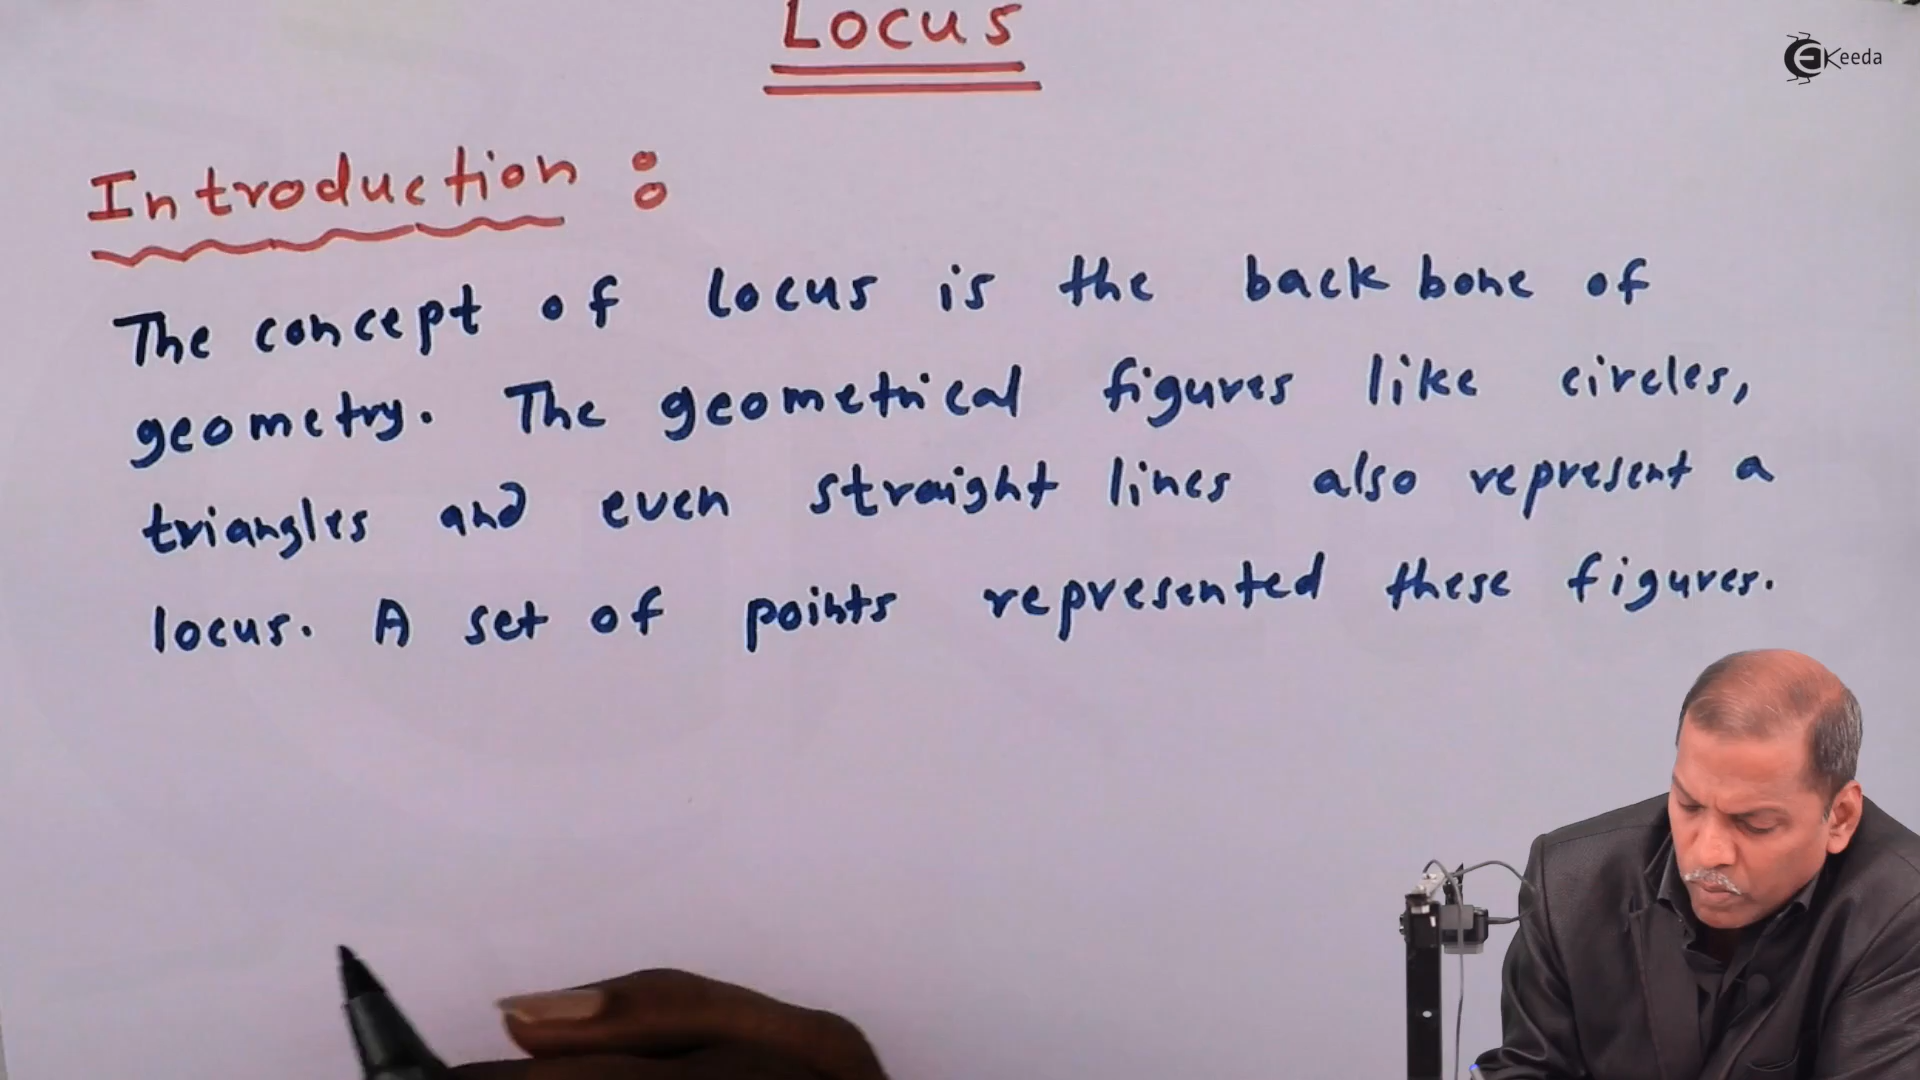 Locus
eKeeda
Introduction :
The concept of locus is the back bone of
geometry. The geometrical figures like circles,
triangles and even straight lines also represent a
locus. A set of points represented these figures.